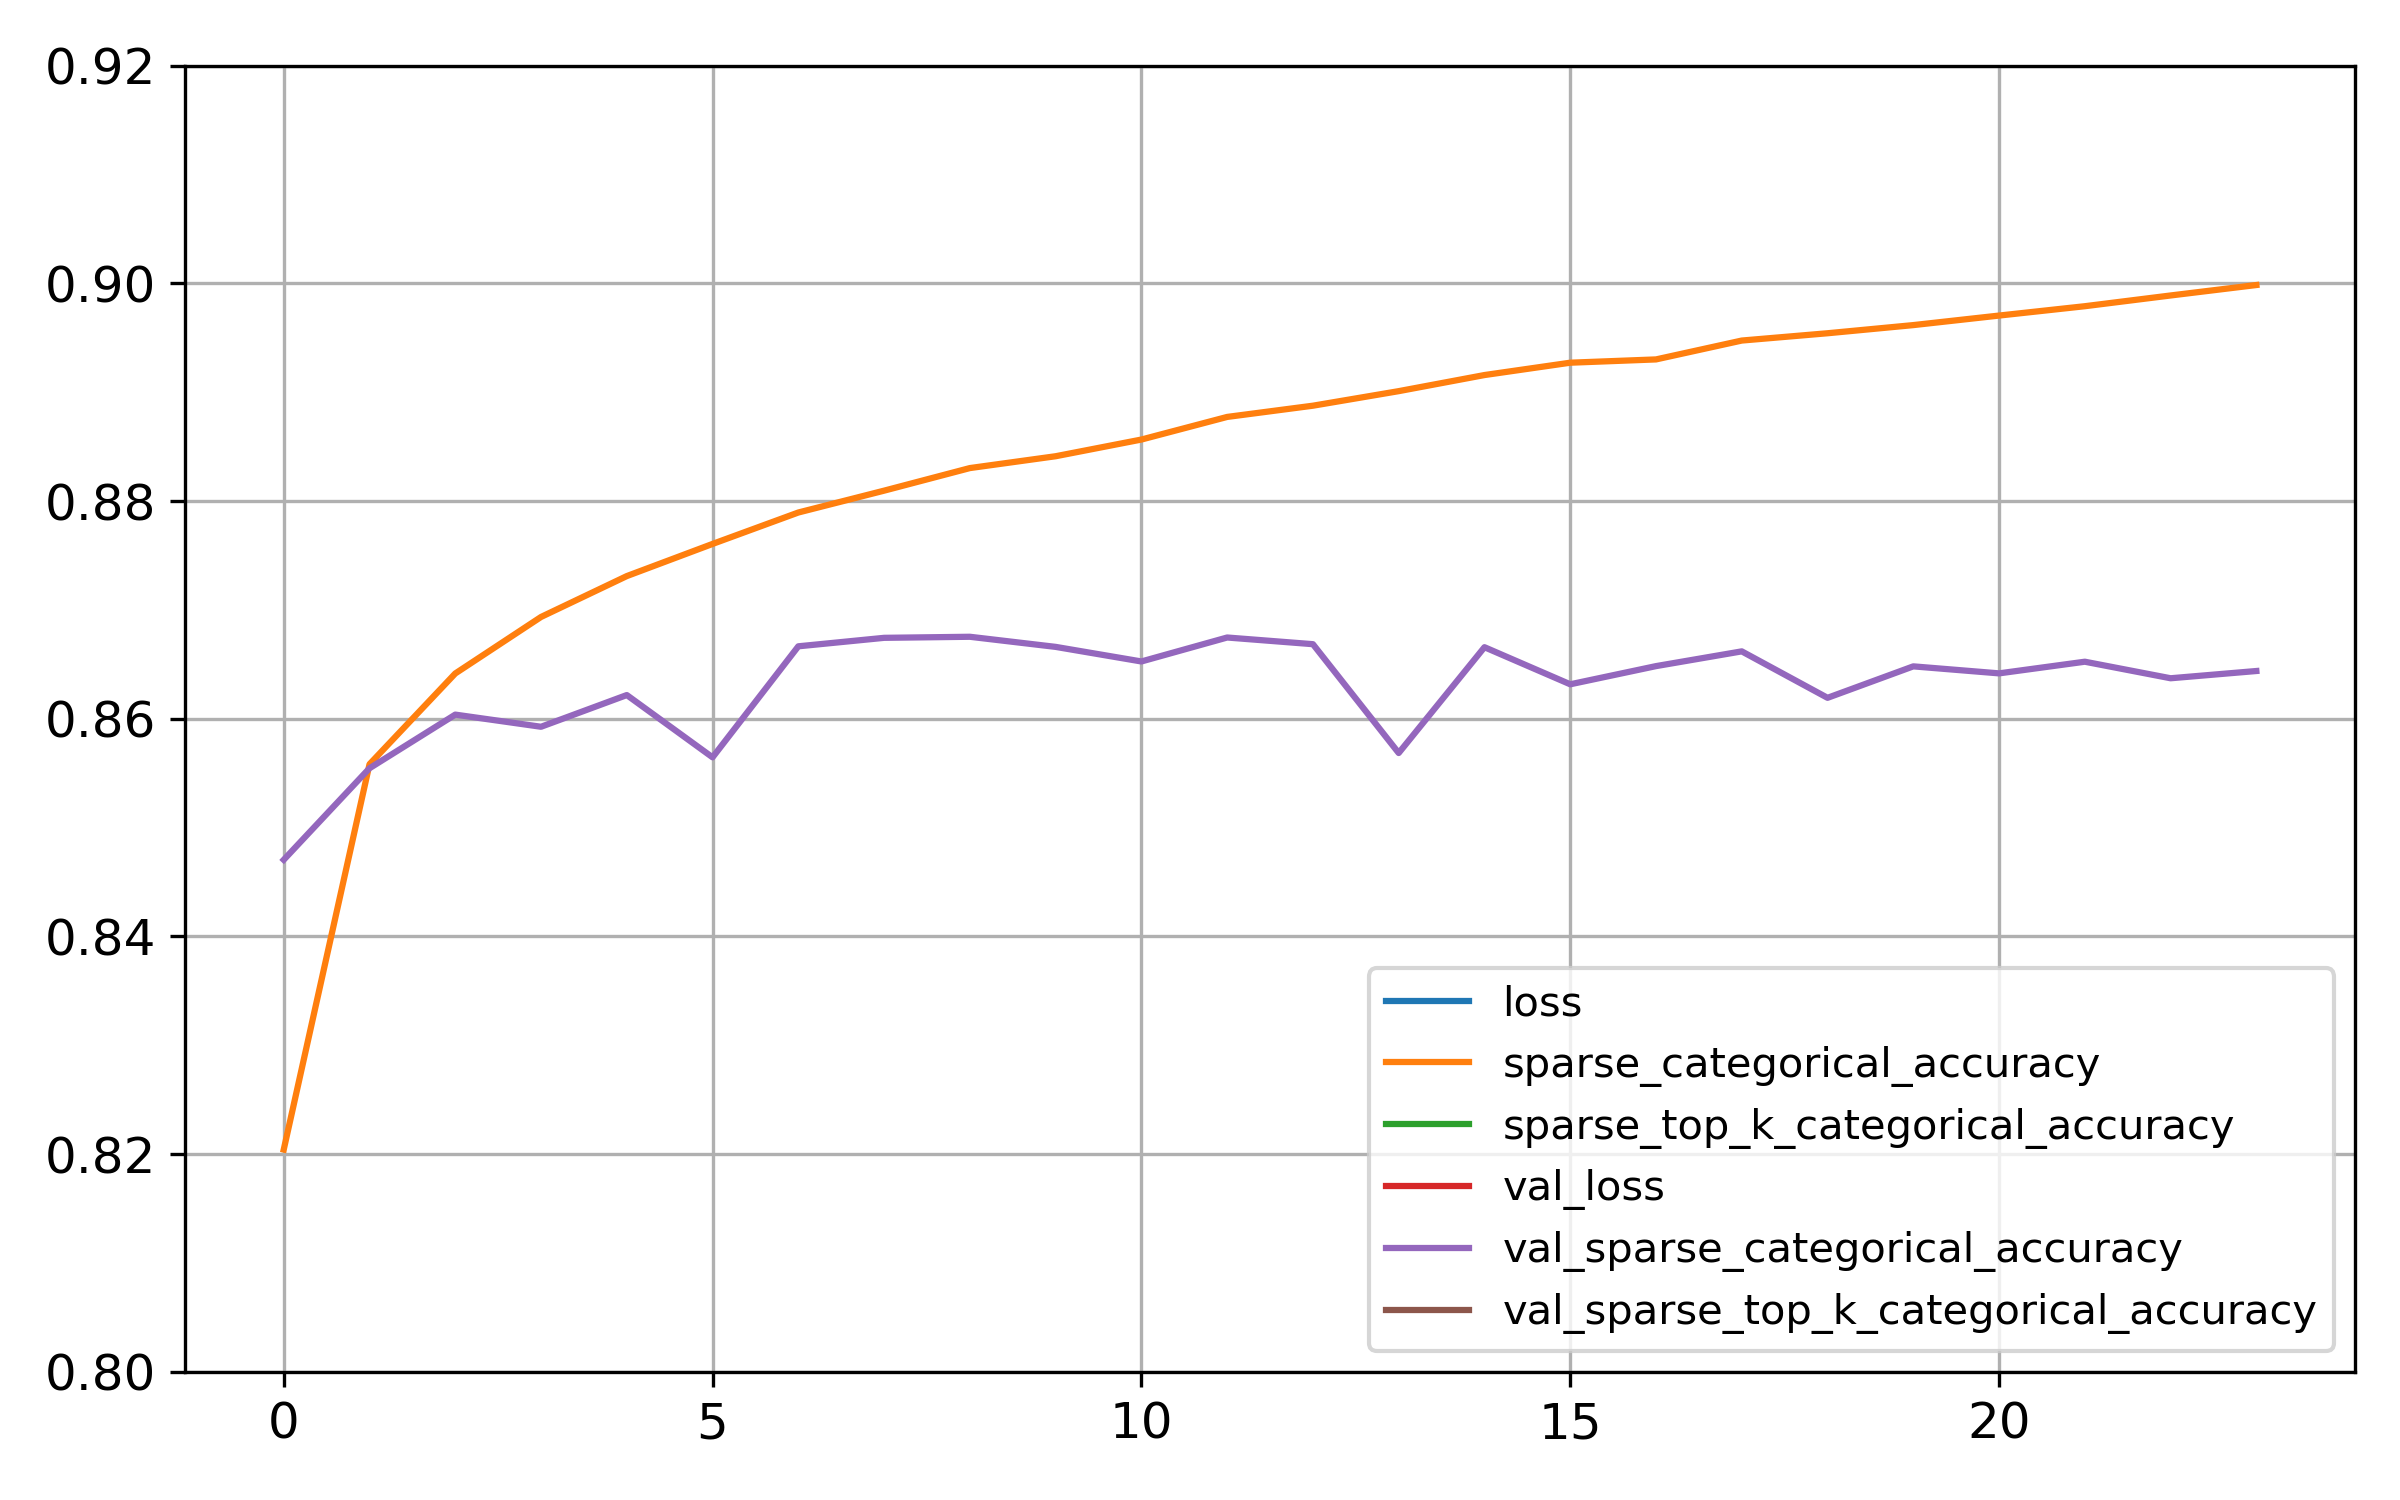 0.92
0.90
0.88
0.86
0.84
0.82
0.80
0 5 10 15 20
loss
sparse_categorical_accuracy
sparse_top_k_categorical_accuracy
val_loss
val_sparse_categorical_accuracy
val_sparse_top_k_categorical_accuracy